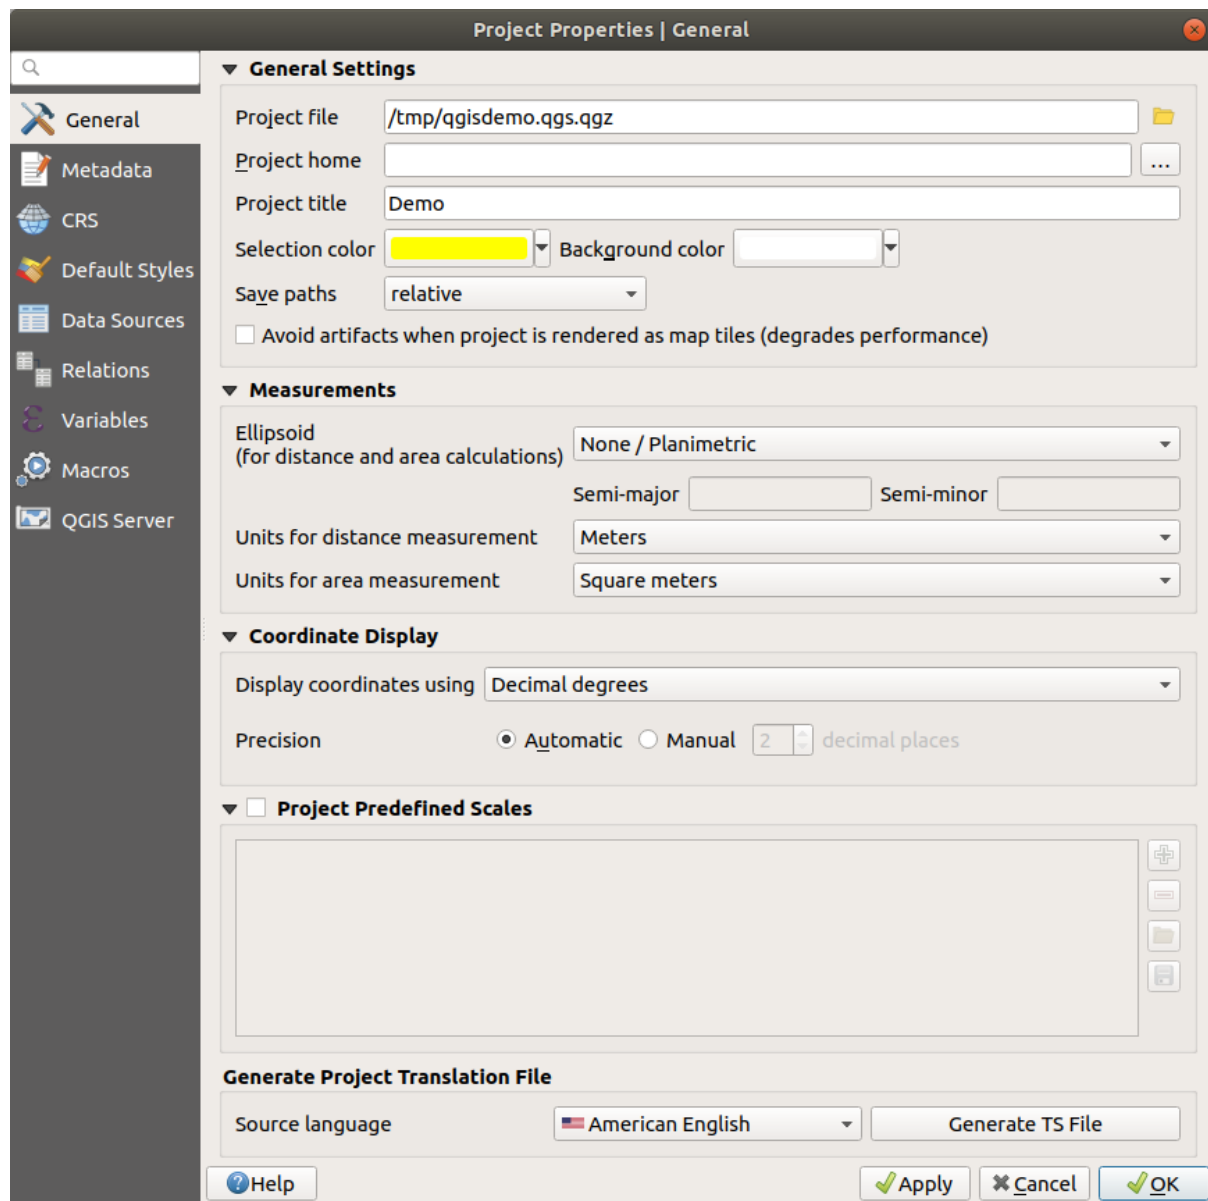 Project Properties | General
General
Metadata
CRS
Default Styles
Data Sources
Relations
Variables
Macros
QGIS Server
General Settings
Project file /tmp/qgisdemo.qgs.qgz
Project home ...
Project title Demo
Selection color Background color
Save paths relative
Avoid artifacts when project is rendered as map tiles (degrades performance)
Measurements
Ellipsoid
(for distance and area calculations) None / Planimetric
Semi-major Semi-minor
Units for distance measurement Meters
Units for area measurement Square meters
Coordinate Display
Display coordinates using Decimal degrees
Precision Automatic Manual 2 decimal places
Project Predefined Scales
Generate Project Translation File
Source language American English Generate TS File
Help Apply Cancel OK